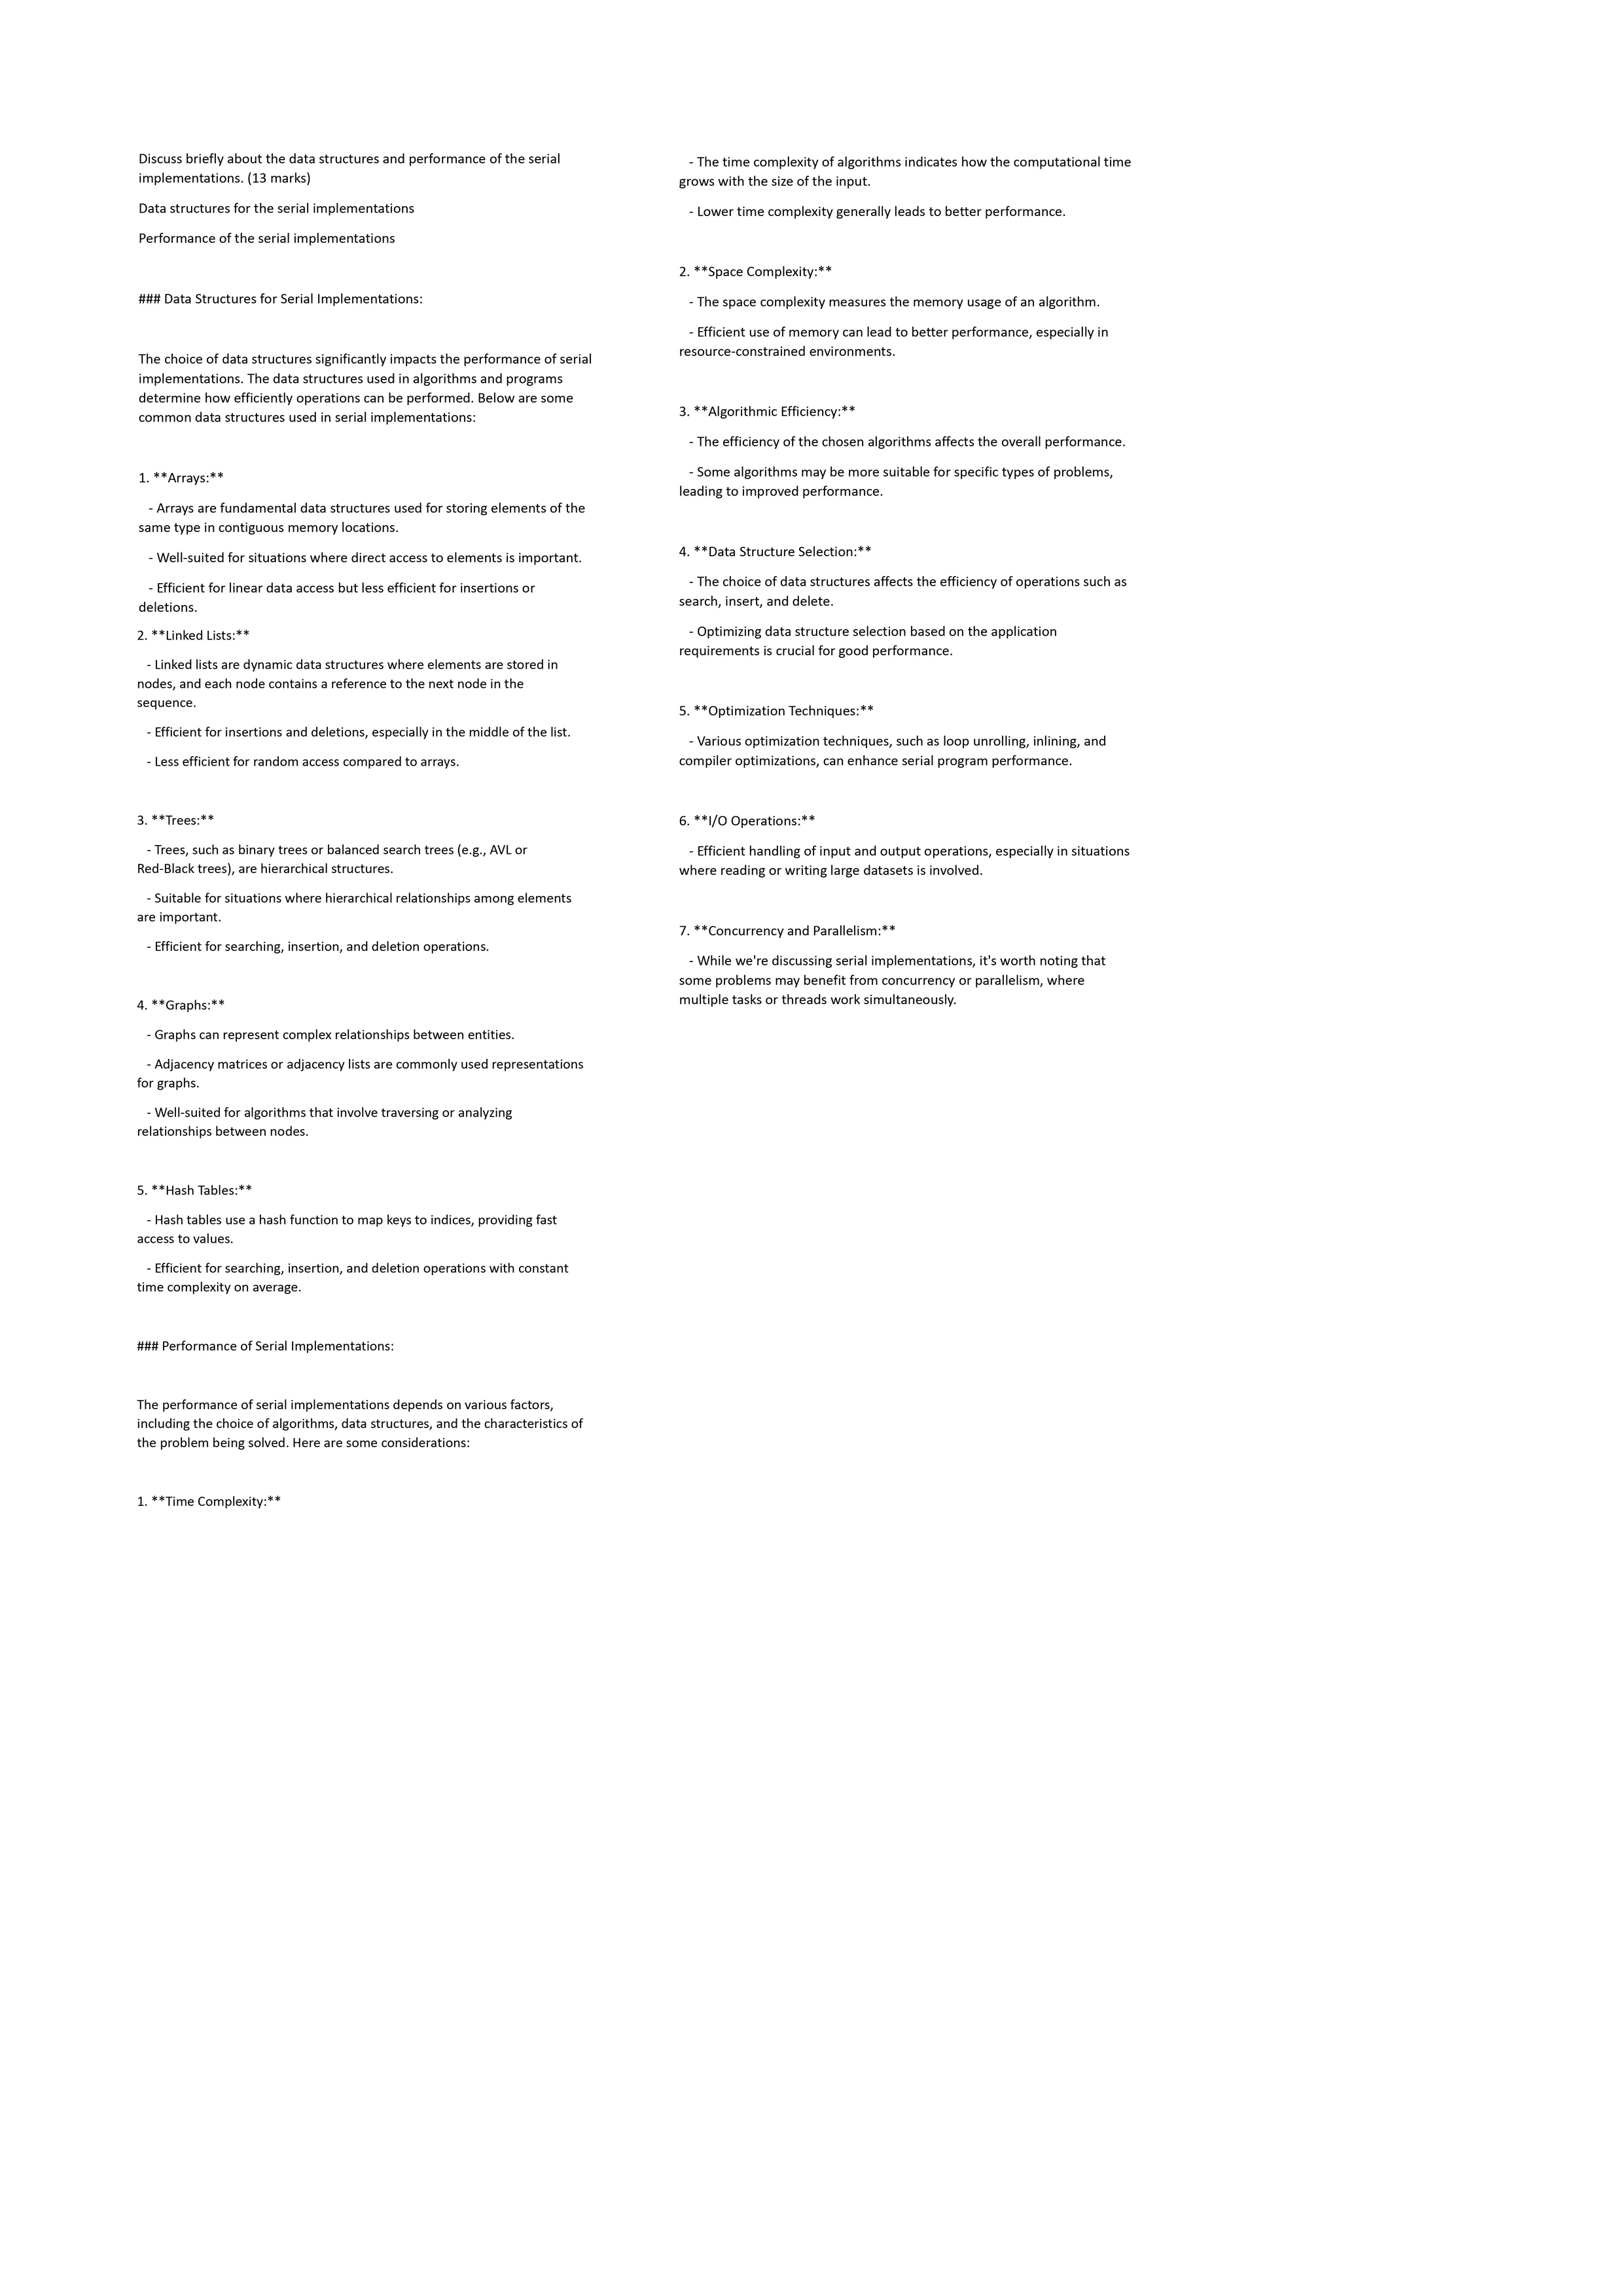 Discuss briefly about the data structures and performance of the serial
implementations. (13 marks)
Data structures for the serial implementations
Performance of the serial implementations
### Data Structures for Serial Implementations:
The choice of data structures significantly impacts the performance of serial
implementations. The data structures used in algorithms and programs
determine how efficiently operations can be performed. Below are some
common data structures used in serial implementations:
1. **Arrays:**
- Arrays are fundamental data structures used for storing elements of the
same type in contiguous memory locations.
- Well-suited for situations where direct access to elements is important.
- Efficient for linear data access but less efficient for insertions or
deletions.
2. **Linked Lists:**
- Linked lists are dynamic data structures where elements are stored in
nodes, and each node contains a reference to the next node in the
sequence.
- Efficient for insertions and deletions, especially in the middle of the list.
- Less efficient for random access compared to arrays.
3. **Trees:**
- Trees, such as binary trees or balanced search trees (e.g., AVL or
Red-Black trees), are hierarchical structures.
- Suitable for situations where hierarchical relationships among elements
are important.
- Efficient for searching, insertion, and deletion operations.
4. **Graphs:**
- Graphs can represent complex relationships between entities.
- Adjacency matrices or adjacency lists are commonly used representations
for graphs.
- Well-suited for algorithms that involve traversing or analyzing
relationships between nodes.
5. **Hash Tables:**
- Hash tables use a hash function to map keys to indices, providing fast
access to values.
- Efficient for searching, insertion, and deletion operations with constant
time complexity on average.
### Performance of Serial Implementations:
The performance of serial implementations depends on various factors,
including the choice of algorithms, data structures, and the characteristics of
the problem being solved. Here are some considerations:
1. **Time Complexity:**
- The time complexity of algorithms indicates how the computational time
grows with the size of the input.
- Lower time complexity generally leads to better performance.
2. **Space Complexity:**
- The space complexity measures the memory usage of an algorithm.
- Efficient use of memory can lead to better performance, especially in
resource-constrained environments.
3. **Algorithmic Efficiency:**
- The efficiency of the chosen algorithms affects the overall performance.
- Some algorithms may be more suitable for specific types of problems,
leading to improved performance.
4. **Data Structure Selection:**
- The choice of data structures affects the efficiency of operations such as
search, insert, and delete.
- Optimizing data structure selection based on the application
requirements is crucial for good performance.
5. **Optimization Techniques:**
- Various optimization techniques, such as loop unrolling, inlining, and
compiler optimizations, can enhance serial program performance.
6. **I/O Operations:**
- Efficient handling of input and output operations, especially in situations
where reading or writing large datasets is involved.
7. **Concurrency and Parallelism:**
- While we're discussing serial implementations, it's worth noting that
some problems may benefit from concurrency or parallelism, where
multiple tasks or threads work simultaneously.